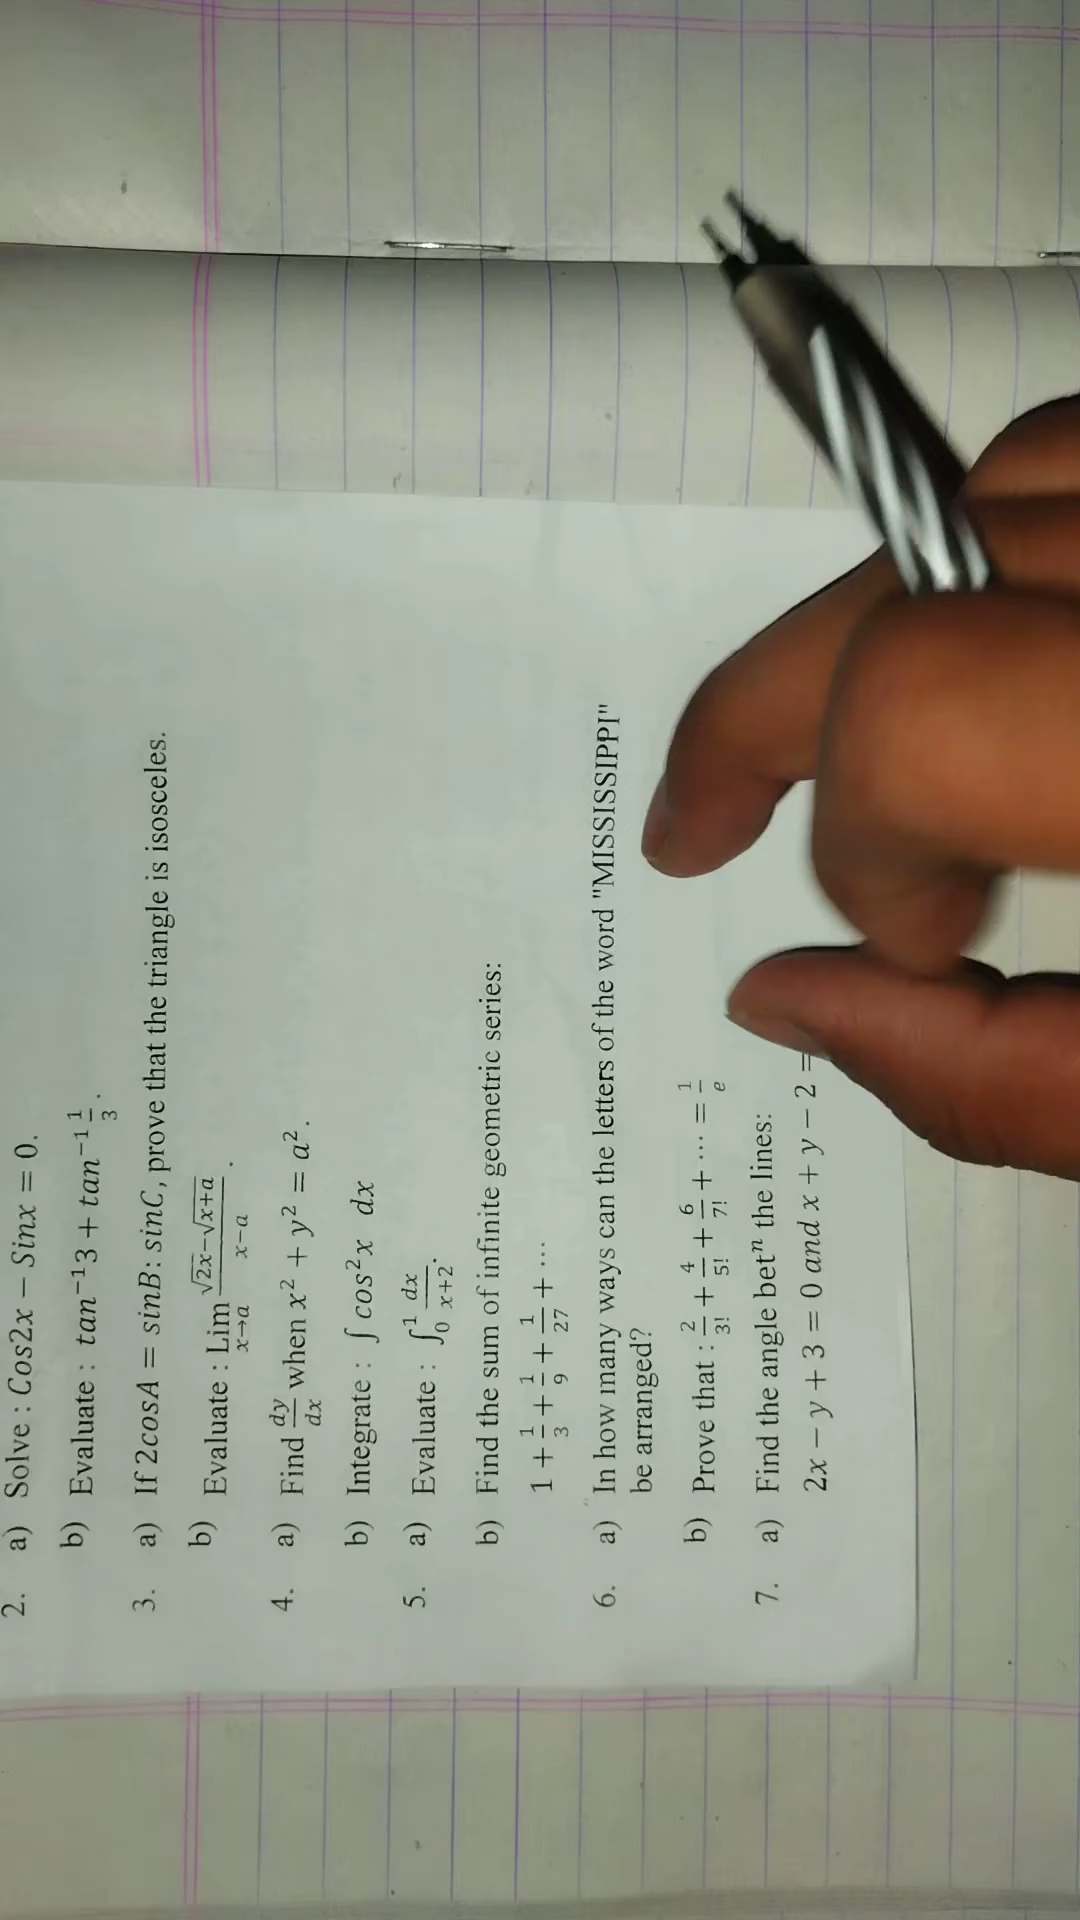 2. a) Solve : Cos2x − Sinx = 0.
b) Evaluate : tan⁻¹3 + tan⁻¹ 1/3.
3. a) If 2cosA = sinB: sinC, prove that the triangle is isosceles.
b) Evaluate : Lim x→a (√2x−√x+a)/(x−a).
4. a) Find dy/dx when x² + y² = a².
b) Integrate : ∫ cos²x dx
5. a) Evaluate : ∫₀¹ dx/(x+2).
b) Find the sum of infinite geometric series:
1 + 1/3 + 1/9 + 1/27 + ⋯
6. a) In how many ways can the letters of the word "MISSISSIPPI"
be arranged?
b) Prove that : 2/3! + 4/5! + 6/7! + ⋯ = 1/e
7. a) Find the angle betⁿ the lines:
2x − y + 3 = 0 and x + y − 2 =